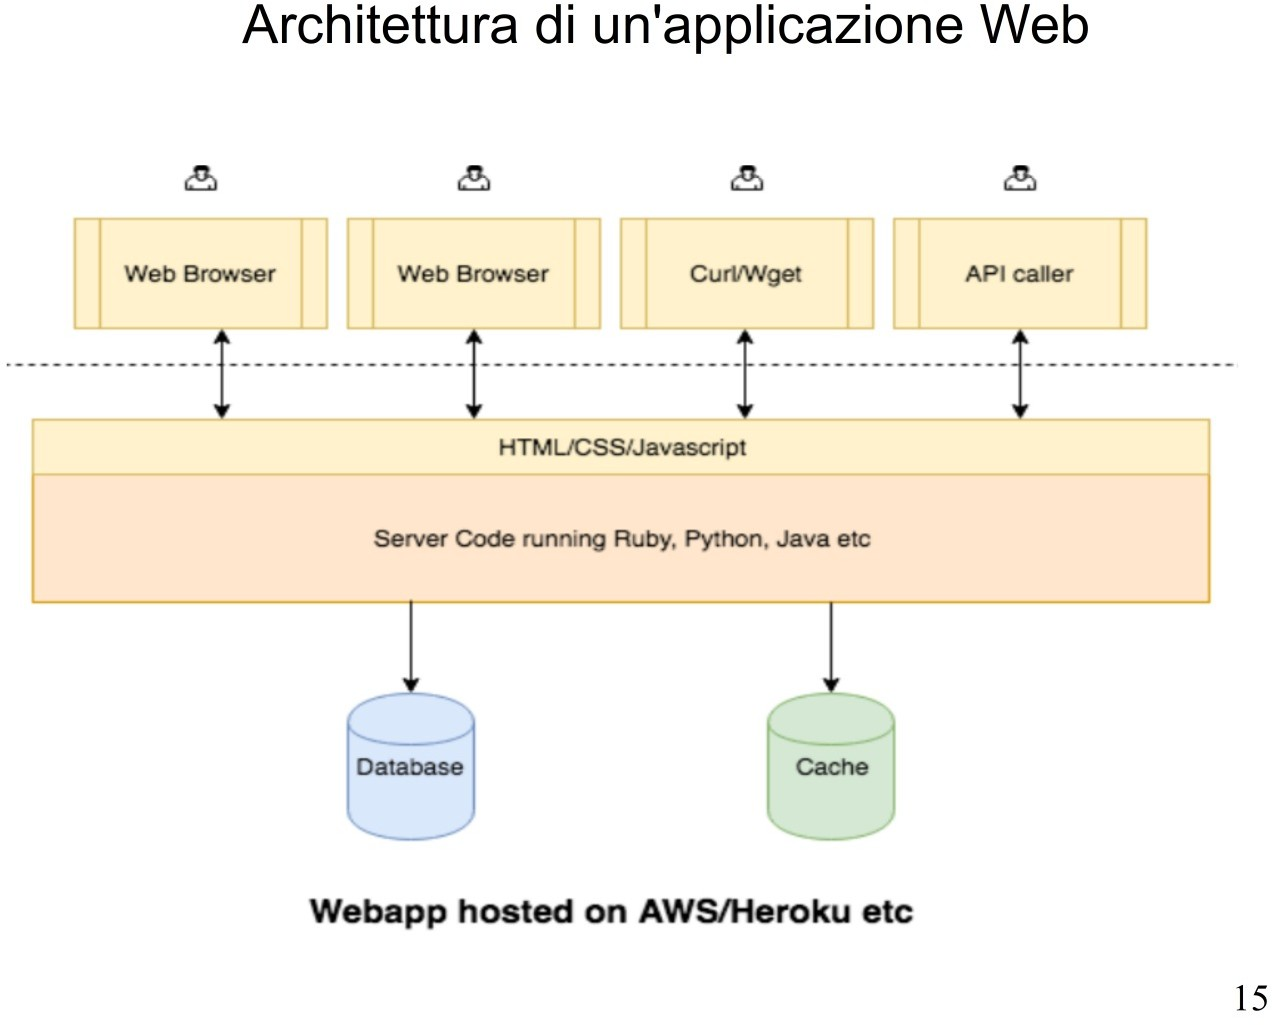 Architettura di un'applicazione Web
Web Browser
Web Browser
Curl/Wget
API caller
HTML/CSS/Javascript
Server Code running Ruby, Python, Java etc
Database
Cache
Webapp hosted on AWS/Heroku etc
15